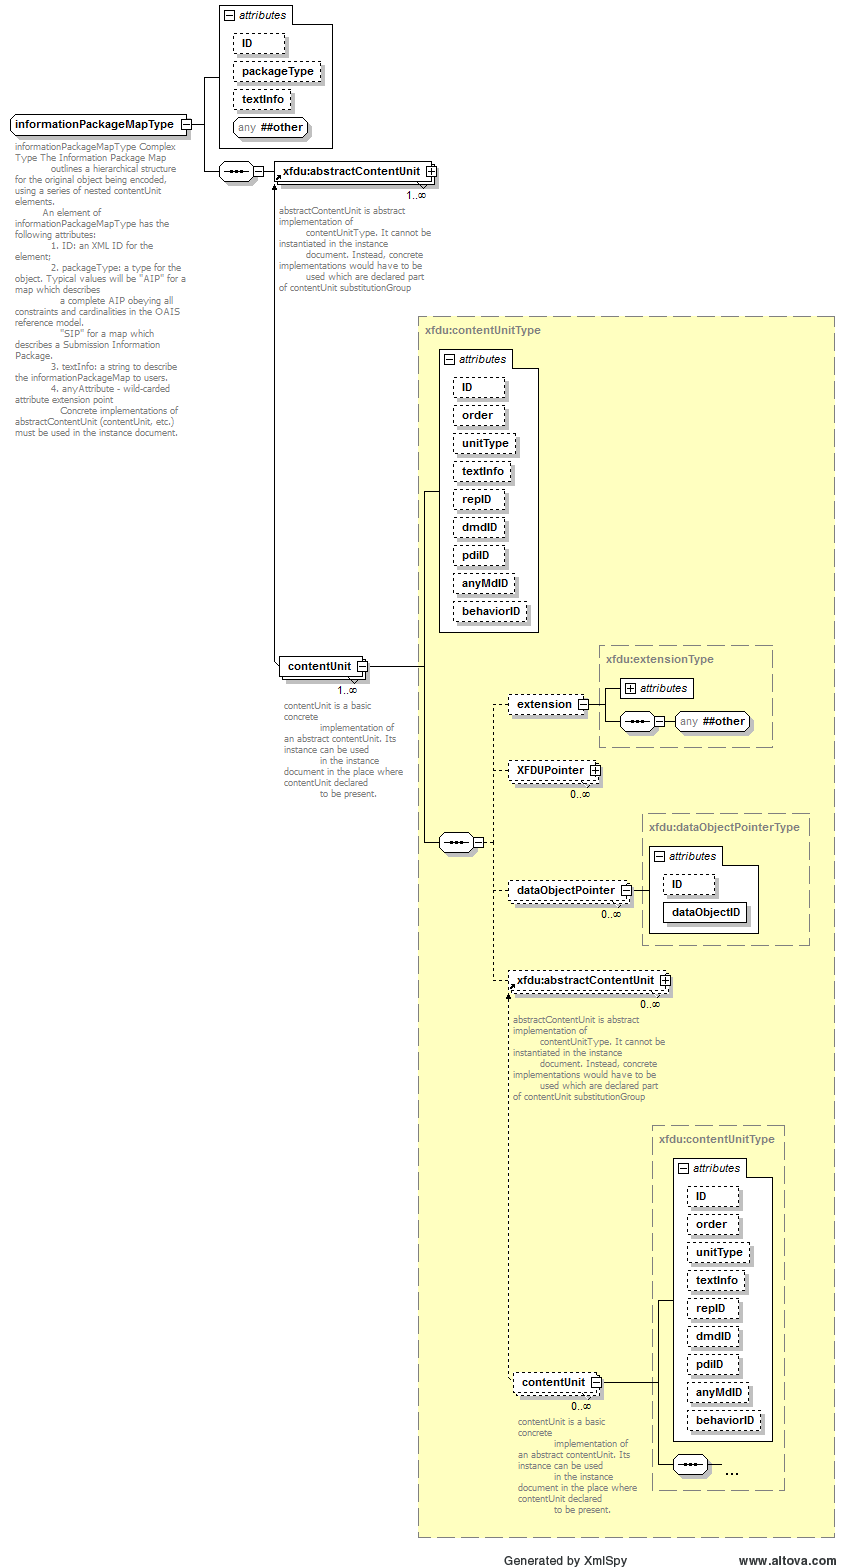 attributes
ID
packageType
textInfo
any ##other
informationPackageMapType
informationPackageMapType Complex
Type The Information Package Map
outlines a hierarchical structure
for the original object being encoded,
using a series of nested contentUnit
elements.
An element of
informationPackageMapType has the
following attributes:
1. ID: an XML ID for the
element;
2. packageType: a type for the
object. Typical values will be "AIP" for a
map which describes
a complete AIP obeying all
constraints and cardinalities in the OAIS
reference model.
"SIP" for a map which
describes a Submission Information
Package.
3. textInfo: a string to describe
the informationPackageMap to users.
4. anyAttribute - wild-carded
attribute extension point
Concrete implementations of
abstractContentUnit (contentUnit, etc.)
must be used in the instance document.
xfdu:abstractContentUnit
1..∞
abstractContentUnit is abstract
implementation of
contentUnitType. It cannot be
instantiated in the instance
document. Instead, concrete
implementations would have to be
used which are declared part
of contentUnit substitutionGroup
xfdu:contentUnitType
attributes
ID
order
unitType
textInfo
repID
dmdID
pdiID
anyMdID
behaviorID
contentUnit
1..∞
contentUnit is a basic
concrete
implementation of
an abstract contentUnit. Its
instance can be used
in the instance
document in the place where
contentUnit declared
to be present.
xfdu:extensionType
attributes
extension
any ##other
XFDUPointer
0..∞
xfdu:dataObjectPointerType
attributes
ID
dataObjectPointer
0..∞
dataObjectID
xfdu:abstractContentUnit
0..∞
abstractContentUnit is abstract
implementation of
contentUnitType. It cannot be
instantiated in the instance
document. Instead, concrete
implementations would have to be
used which are declared part
of contentUnit substitutionGroup
xfdu:contentUnitType
attributes
ID
order
unitType
textInfo
repID
dmdID
pdiID
anyMdID
behaviorID
contentUnit
0..∞
contentUnit is a basic
concrete
implementation of
an abstract contentUnit. Its
instance can be used
in the instance
document in the place where
contentUnit declared
to be present.
...
Generated by XmlSpy www.altova.com